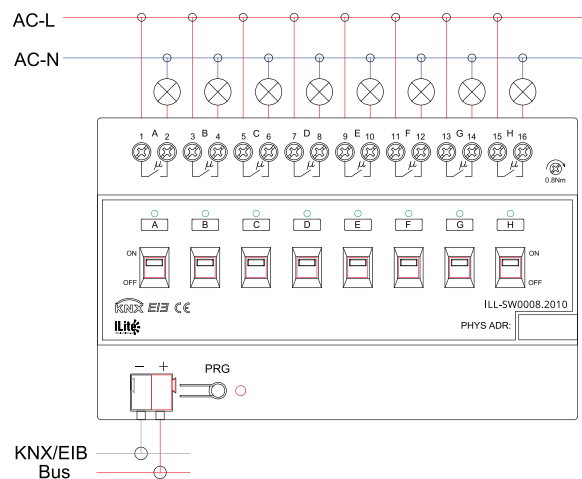 AC-L
AC-N
1 A 2 3 B 4 5 C 6 7 D 8 9 E 10 11 F 12 13 G 14 15 H 16
μ μ μ μ μ μ μ μ
0.8Nm
A B C D E F G H
ON ON
OFF OFF
KNX EIB CE
ILL-SW0008.2010
ILite
PHYS ADR:
− + PRG
KNX/EIB
Bus